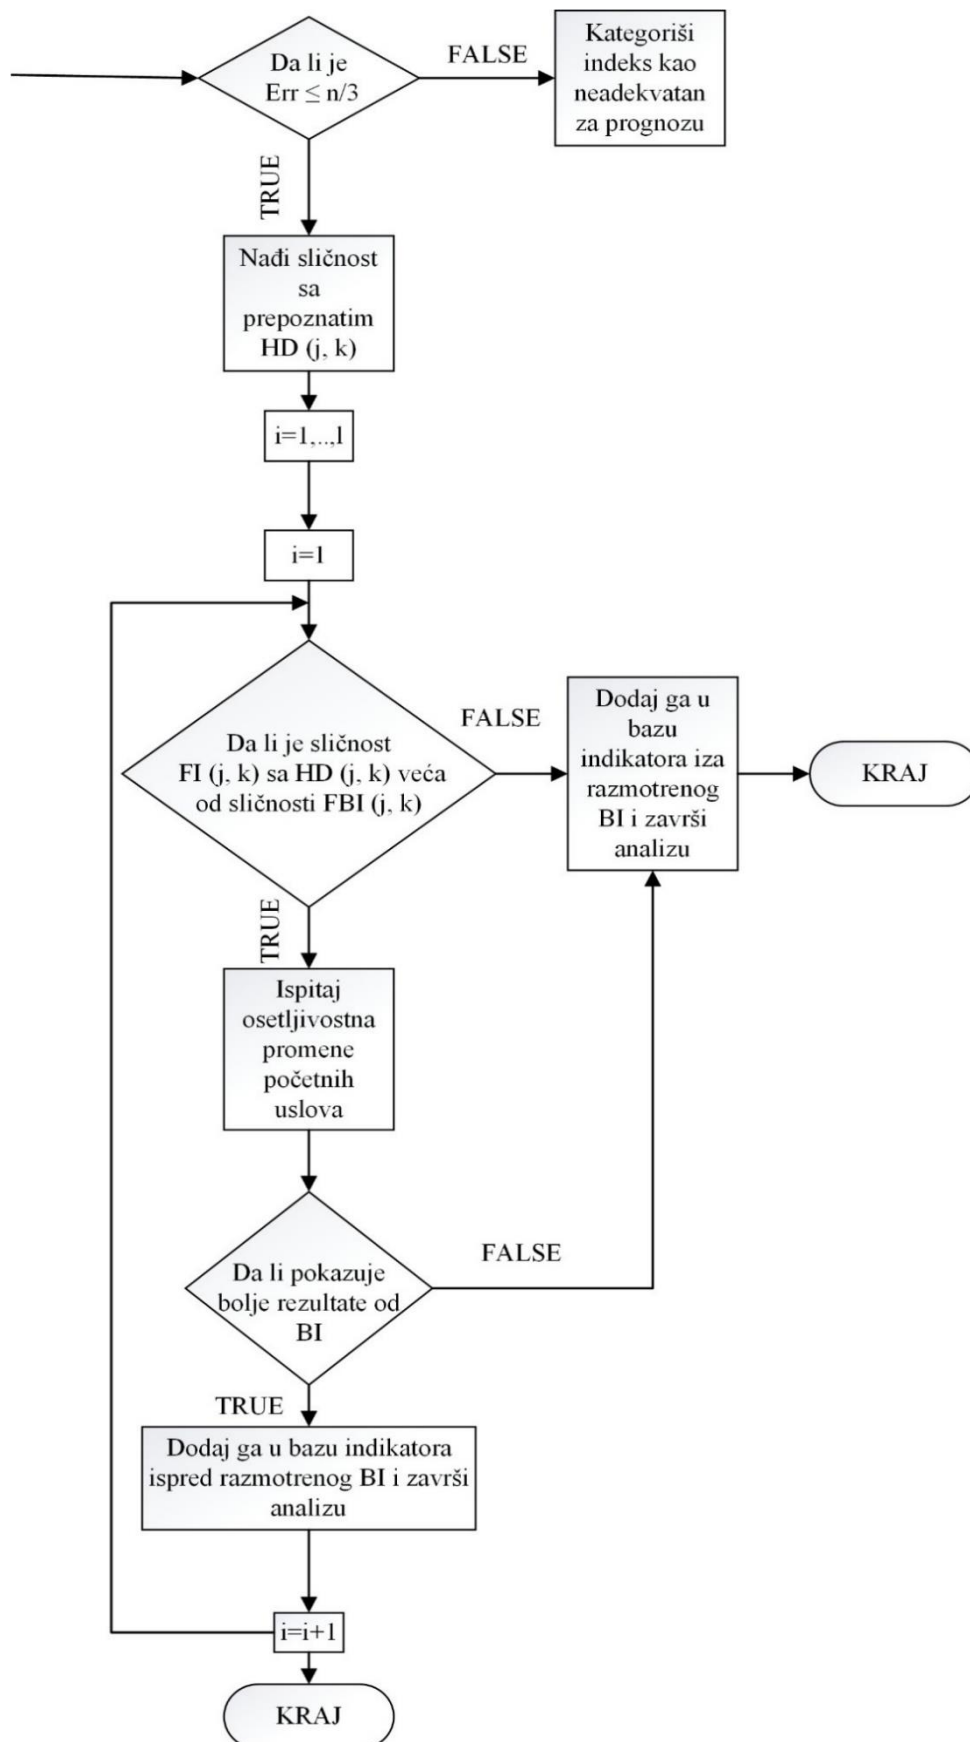 Da li je
Err ≤ n/3
FALSE
Kategoriši
indeks kao
neadekvatan
za prognozu
TRUE
Nađi sličnost
sa
prepoznatim
HD (j, k)
i=1,..,l
i=1
Da li je sličnost
FI (j, k) sa HD (j, k) veća
od sličnosti FBI (j, k)
FALSE
Dodaj ga u
bazu
indikatora iza
razmotrenog
BI i završi
analizu
KRAJ
TRUE
Ispitaj
osetljivostna
promene
početnih
uslova
Da li pokazuje
bolje rezultate od
BI
FALSE
TRUE
Dodaj ga u bazu indikatora
ispred razmotrenog BI i završi
analizu
i=i+1
KRAJ